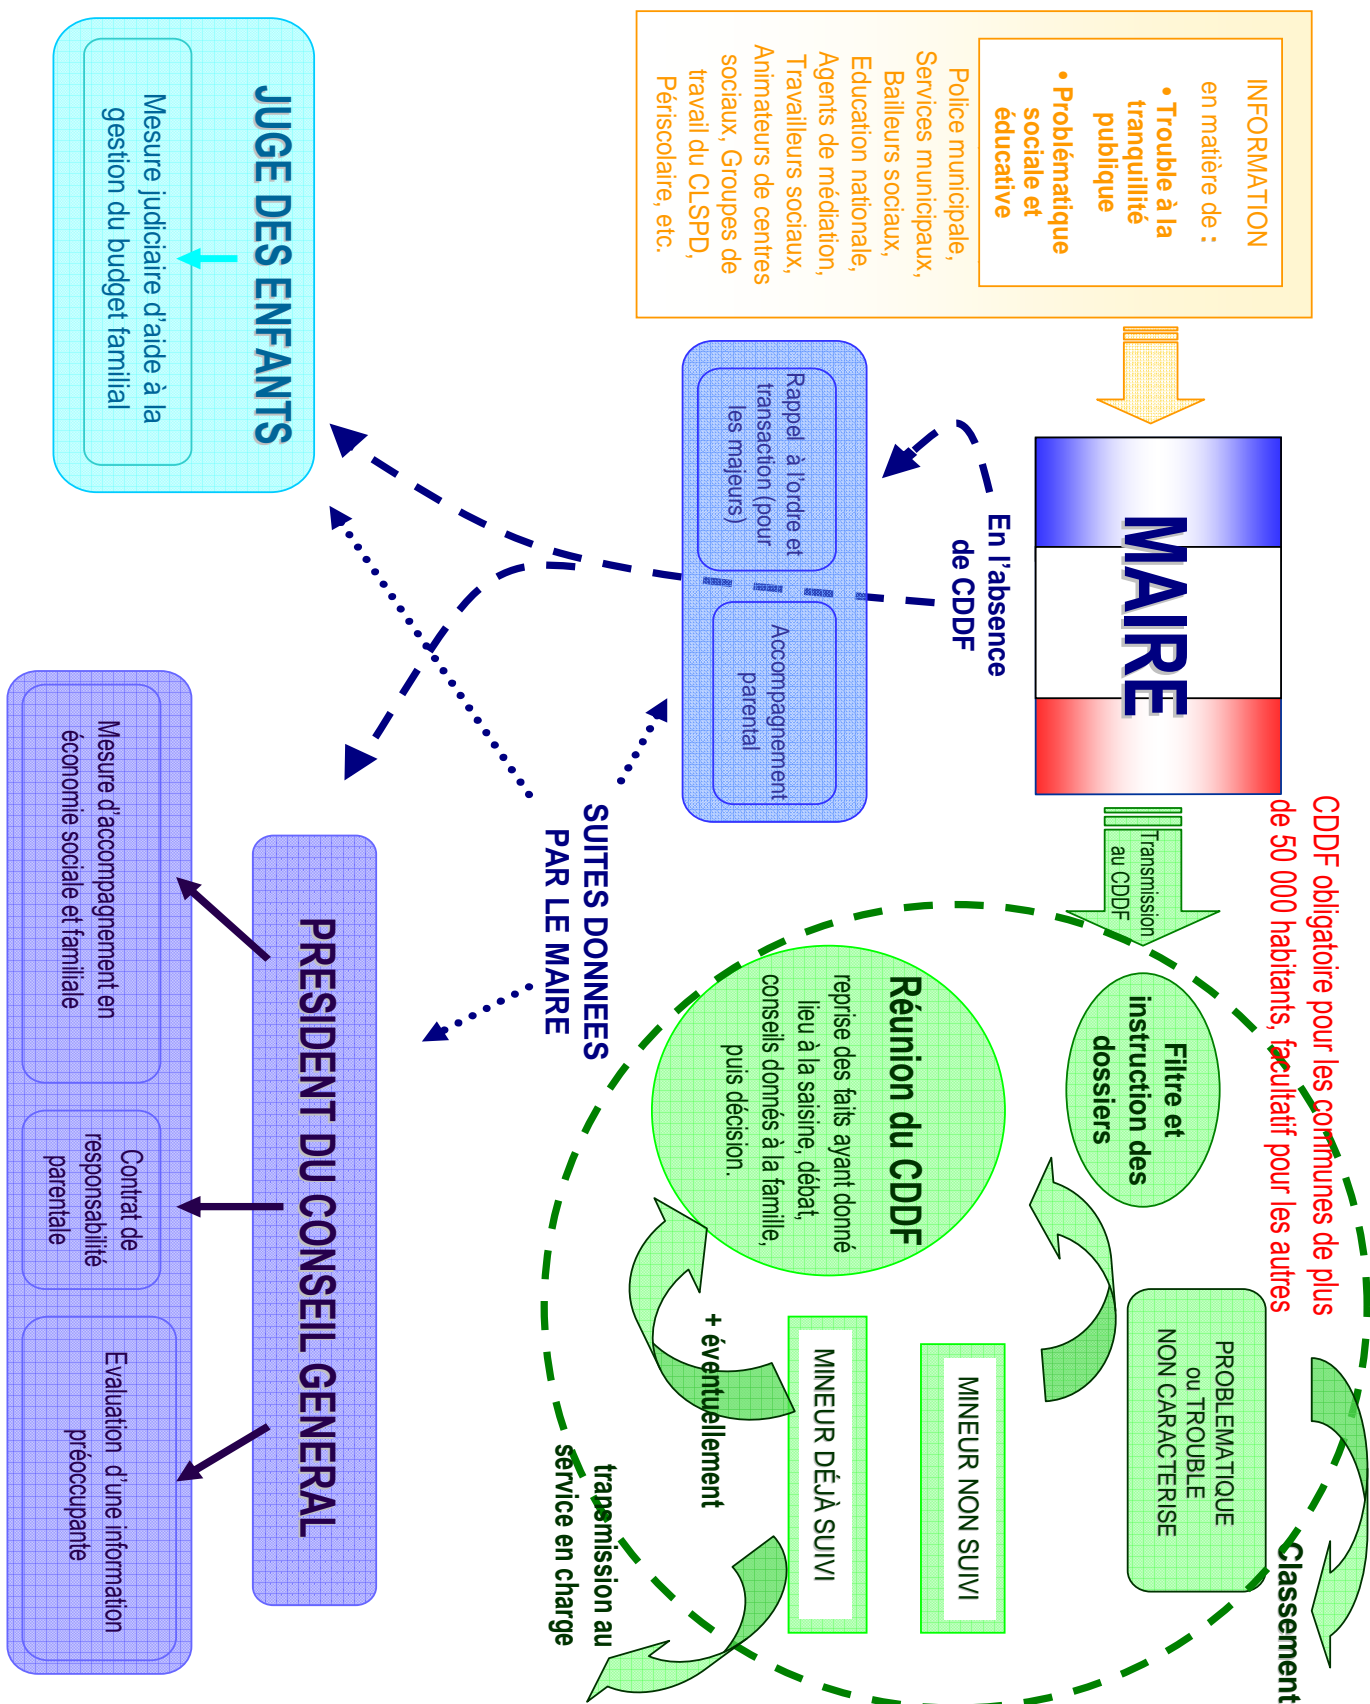 INFORMATION
en matière de :
• Trouble à la
tranquillité
publique
• Problématique
sociale et
éducative
Police municipale,
Services municipaux,
Bailleurs sociaux,
Education nationale,
Agents de médiation,
Travailleurs sociaux,
Animateurs de centres
sociaux, Groupes de
travail du CLSPD,
Périscolaire, etc.
MAIRE
CDDF obligatoire pour les communes de plus
de 50 000 habitants, facultatif pour les autres
Transmission
au CDDF
Filtre et
instruction des
dossiers
PROBLEMATIQUE
ou TROUBLE
NON CARACTERISE
Classement
MINEUR NON SUIVI
MINEUR DÉJÀ SUIVI
Réunion du CDDF
reprise des faits ayant donné
lieu à la saisine, débat,
conseils donnés à la famille,
puis décision.
+ éventuellement
transmission au
service en charge
En l’absence
de CDDF
Rappel à l’ordre et
transaction (pour
les majeurs)
Accompagnement
parental
SUITES DONNEES
PAR LE MAIRE
JUGE DES ENFANTS
Mesure judiciaire d’aide à la
gestion du budget familial
PRESIDENT DU CONSEIL GENERAL
Mesure d’accompagnement en
économie sociale et familiale
Contrat de
responsabilité
parentale
Evaluation d’une information
préoccupante